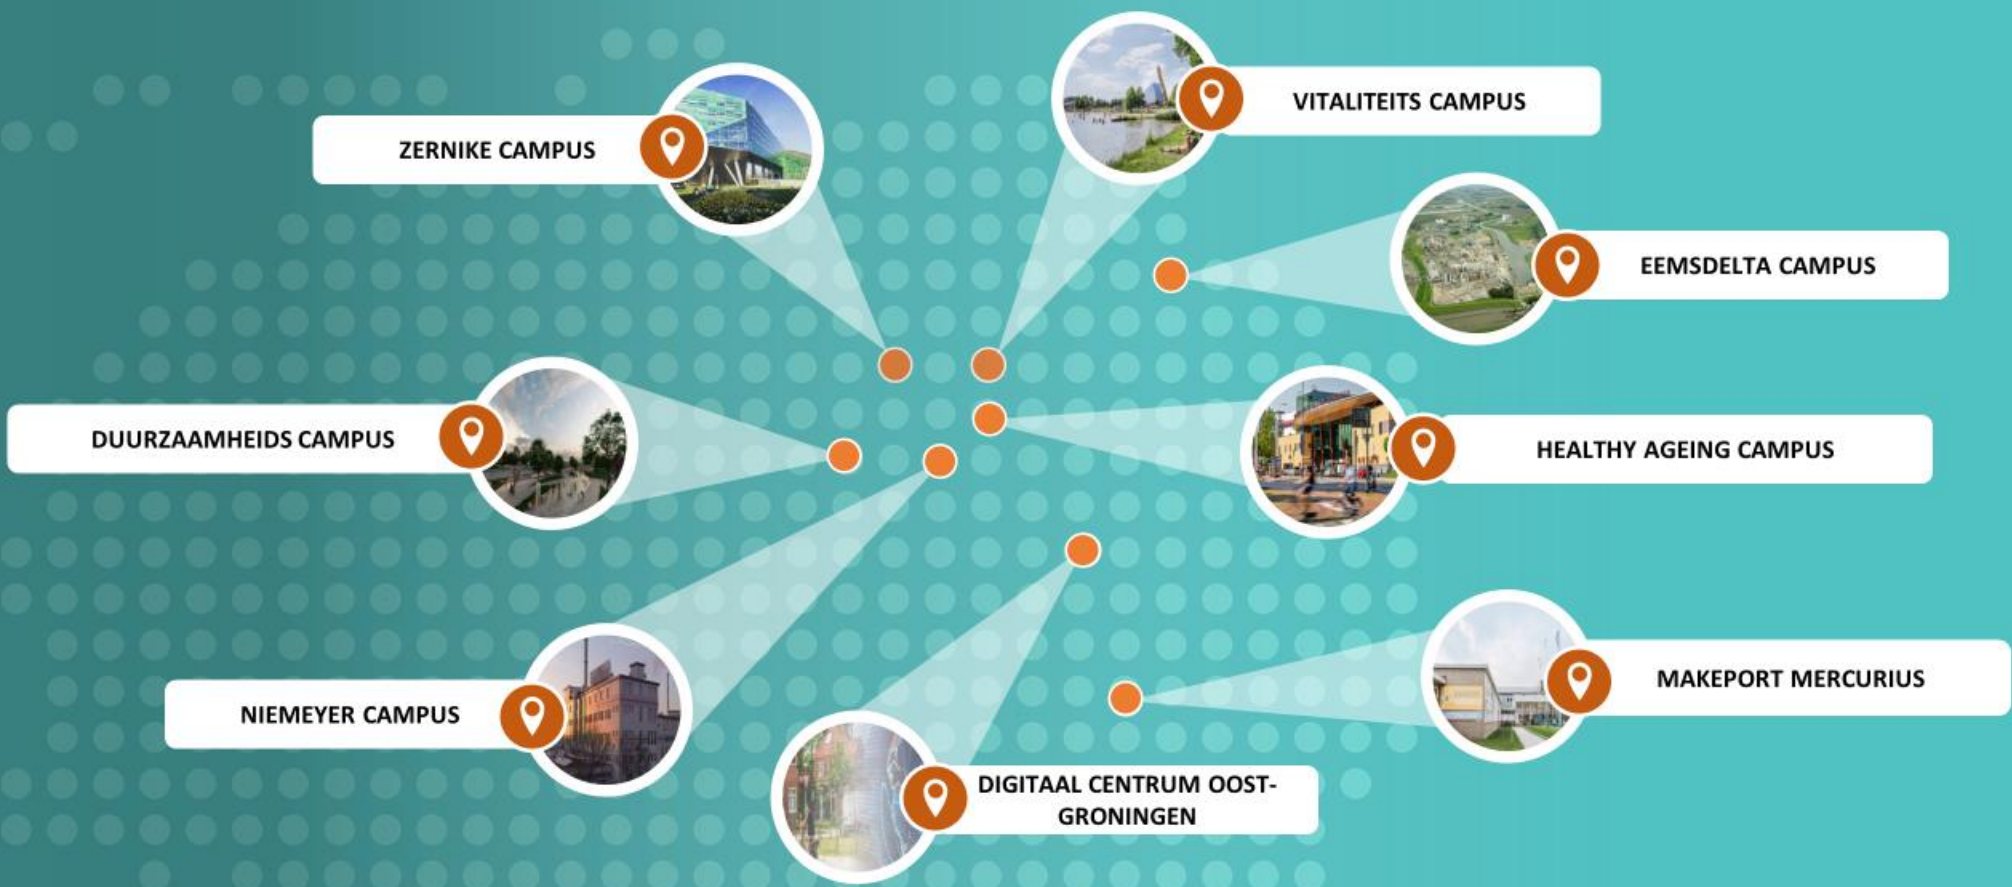 VITALITEITS CAMPUS
ZERNIKE CAMPUS
EEMSDELTA CAMPUS
DUURZAAMHEIDS CAMPUS
HEALTHY AGEING CAMPUS
MAKEPORT MERCURIUS
NIEMEYER CAMPUS
DIGITAAL CENTRUM OOST-
GRONINGEN